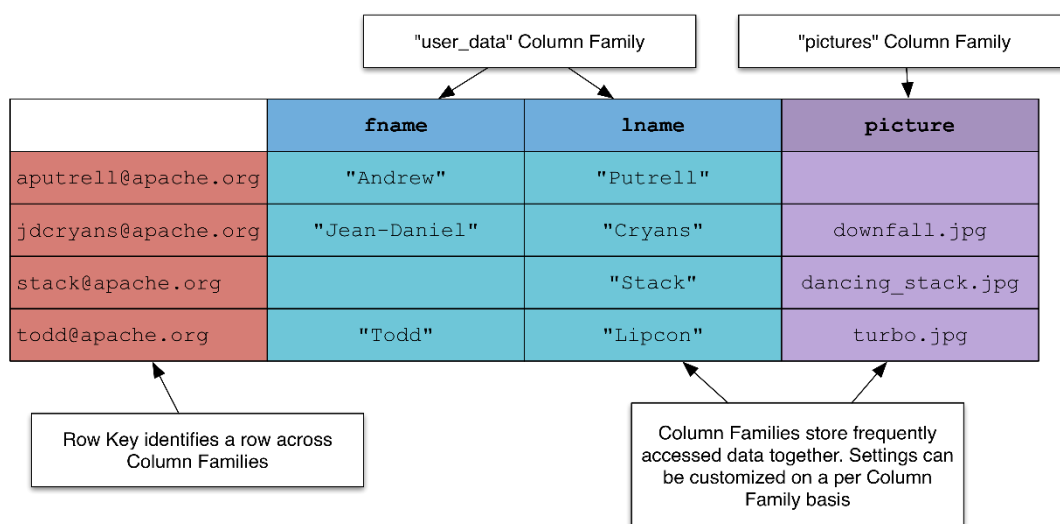 "user_data" Column Family
"pictures" Column Family
fname lname picture
aputrell@apache.org "Andrew" "Putrell"
jdcryans@apache.org "Jean-Daniel" "Cryans" downfall.jpg
stack@apache.org "Stack" dancing_stack.jpg
todd@apache.org "Todd" "Lipcon" turbo.jpg
Row Key identifies a row across
Column Families
Column Families store frequently
accessed data together. Settings can
be customized on a per Column
Family basis